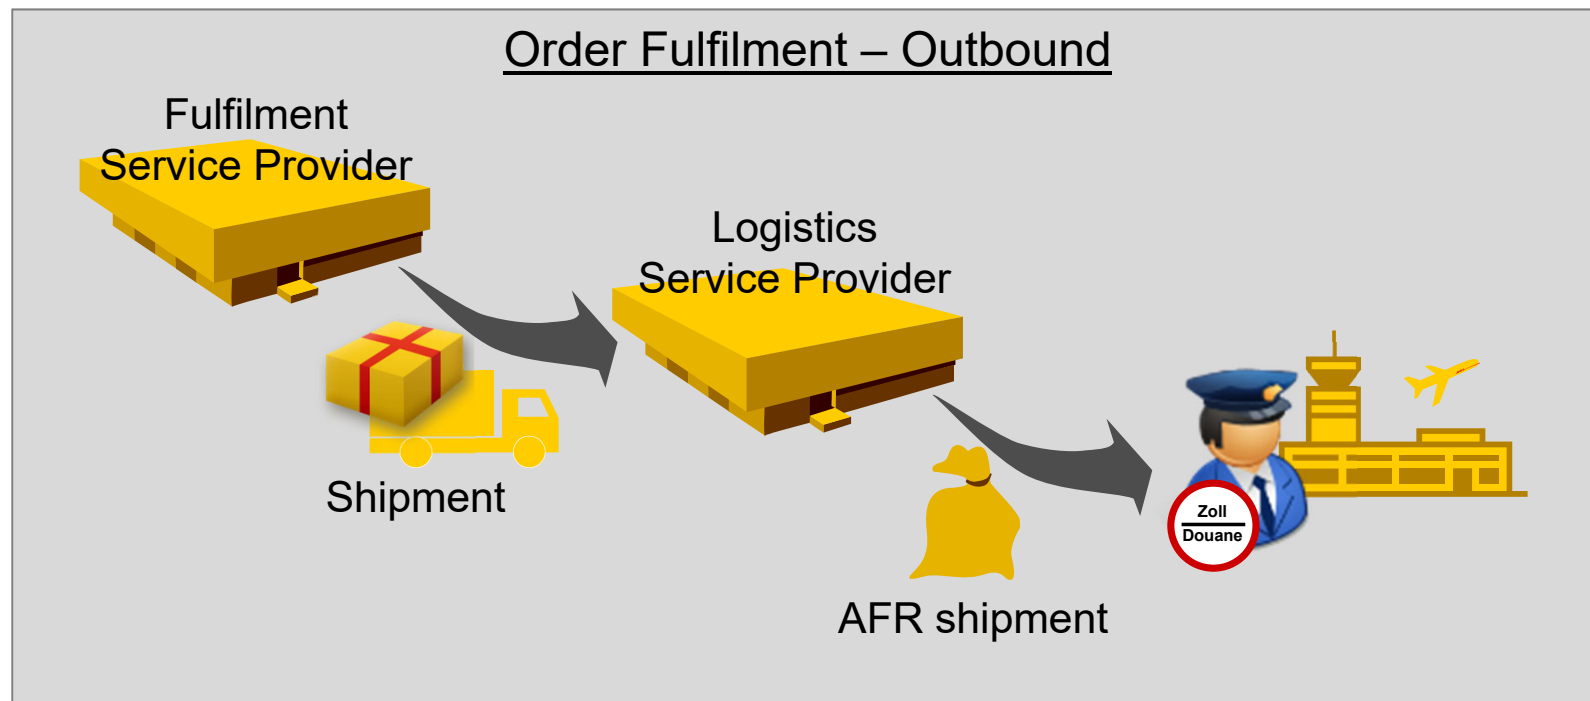 Order Fulfilment – Outbound
Fulfilment
Service Provider
Logistics
Service Provider
Shipment
Zoll
Douane
AFR shipment